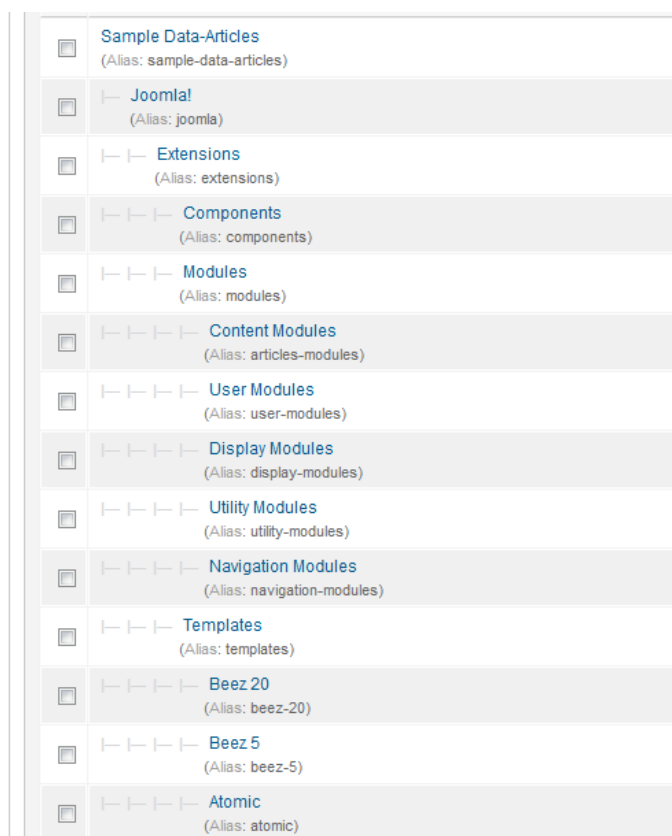 Sample Data-Articles
(Alias: sample-data-articles)
|— Joomla!
(Alias: joomla)
|— |— Extensions
(Alias: extensions)
|— |— |— Components
(Alias: components)
|— |— |— Modules
(Alias: modules)
|— |— |— |— Content Modules
(Alias: articles-modules)
|— |— |— |— User Modules
(Alias: user-modules)
|— |— |— |— Display Modules
(Alias: display-modules)
|— |— |— |— Utility Modules
(Alias: utility-modules)
|— |— |— |— Navigation Modules
(Alias: navigation-modules)
|— |— |— Templates
(Alias: templates)
|— |— |— |— Beez 20
(Alias: beez-20)
|— |— |— |— Beez 5
(Alias: beez-5)
|— |— |— |— Atomic
(Alias: atomic)